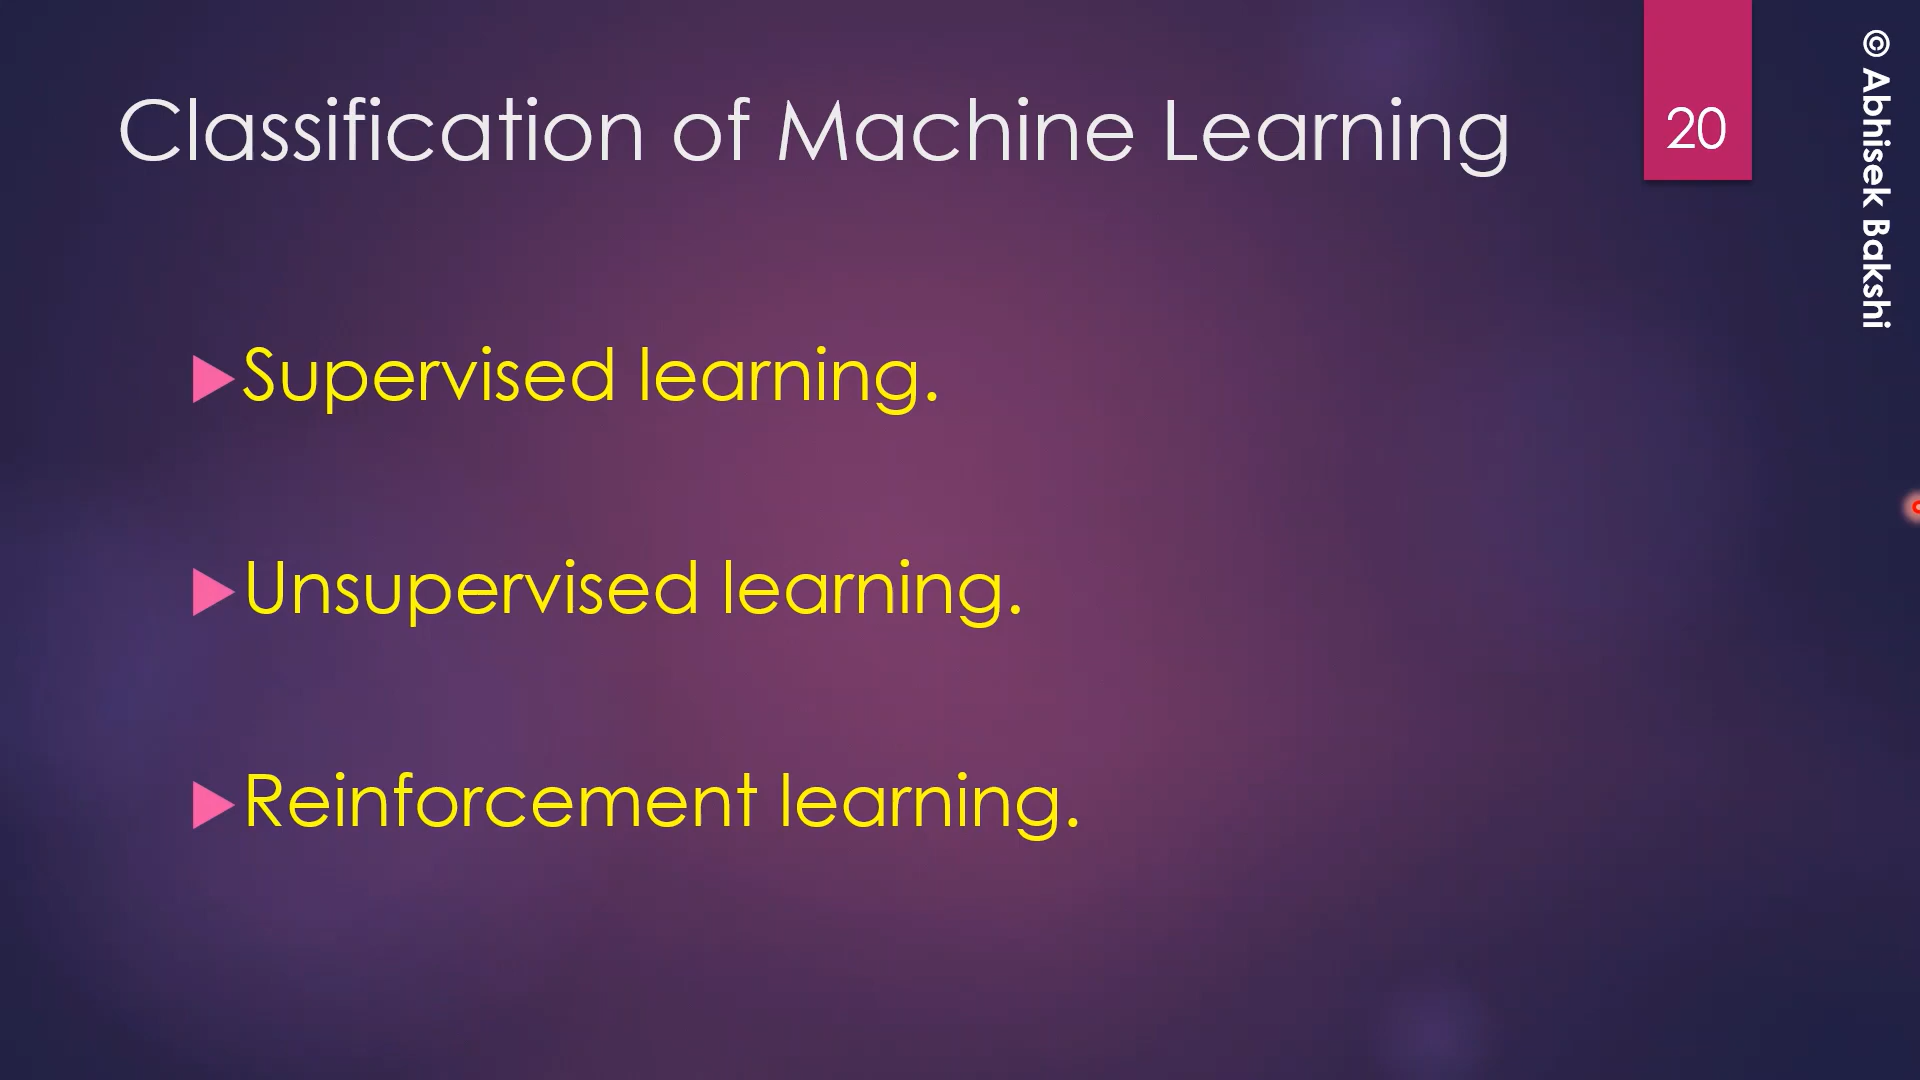 Classification of Machine Learning
20
© Abhisek Bakshi
Supervised learning.
Unsupervised learning.
Reinforcement learning.